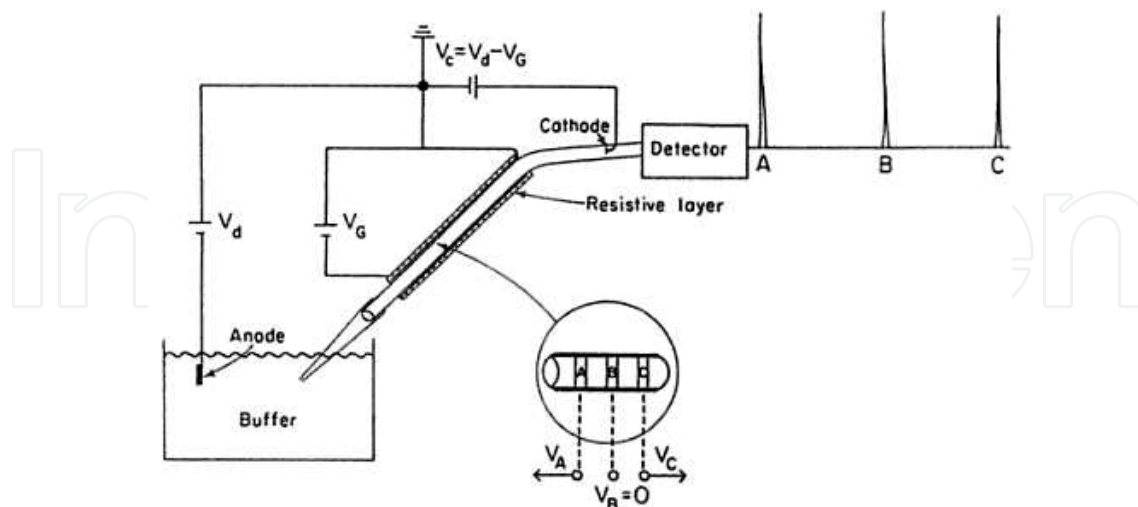 V_c=V_d-V_G
Cathode
Detector
A B C
Resistive layer
V_d
V_G
Anode
Buffer
A B C
V_A V_C
V_B=0